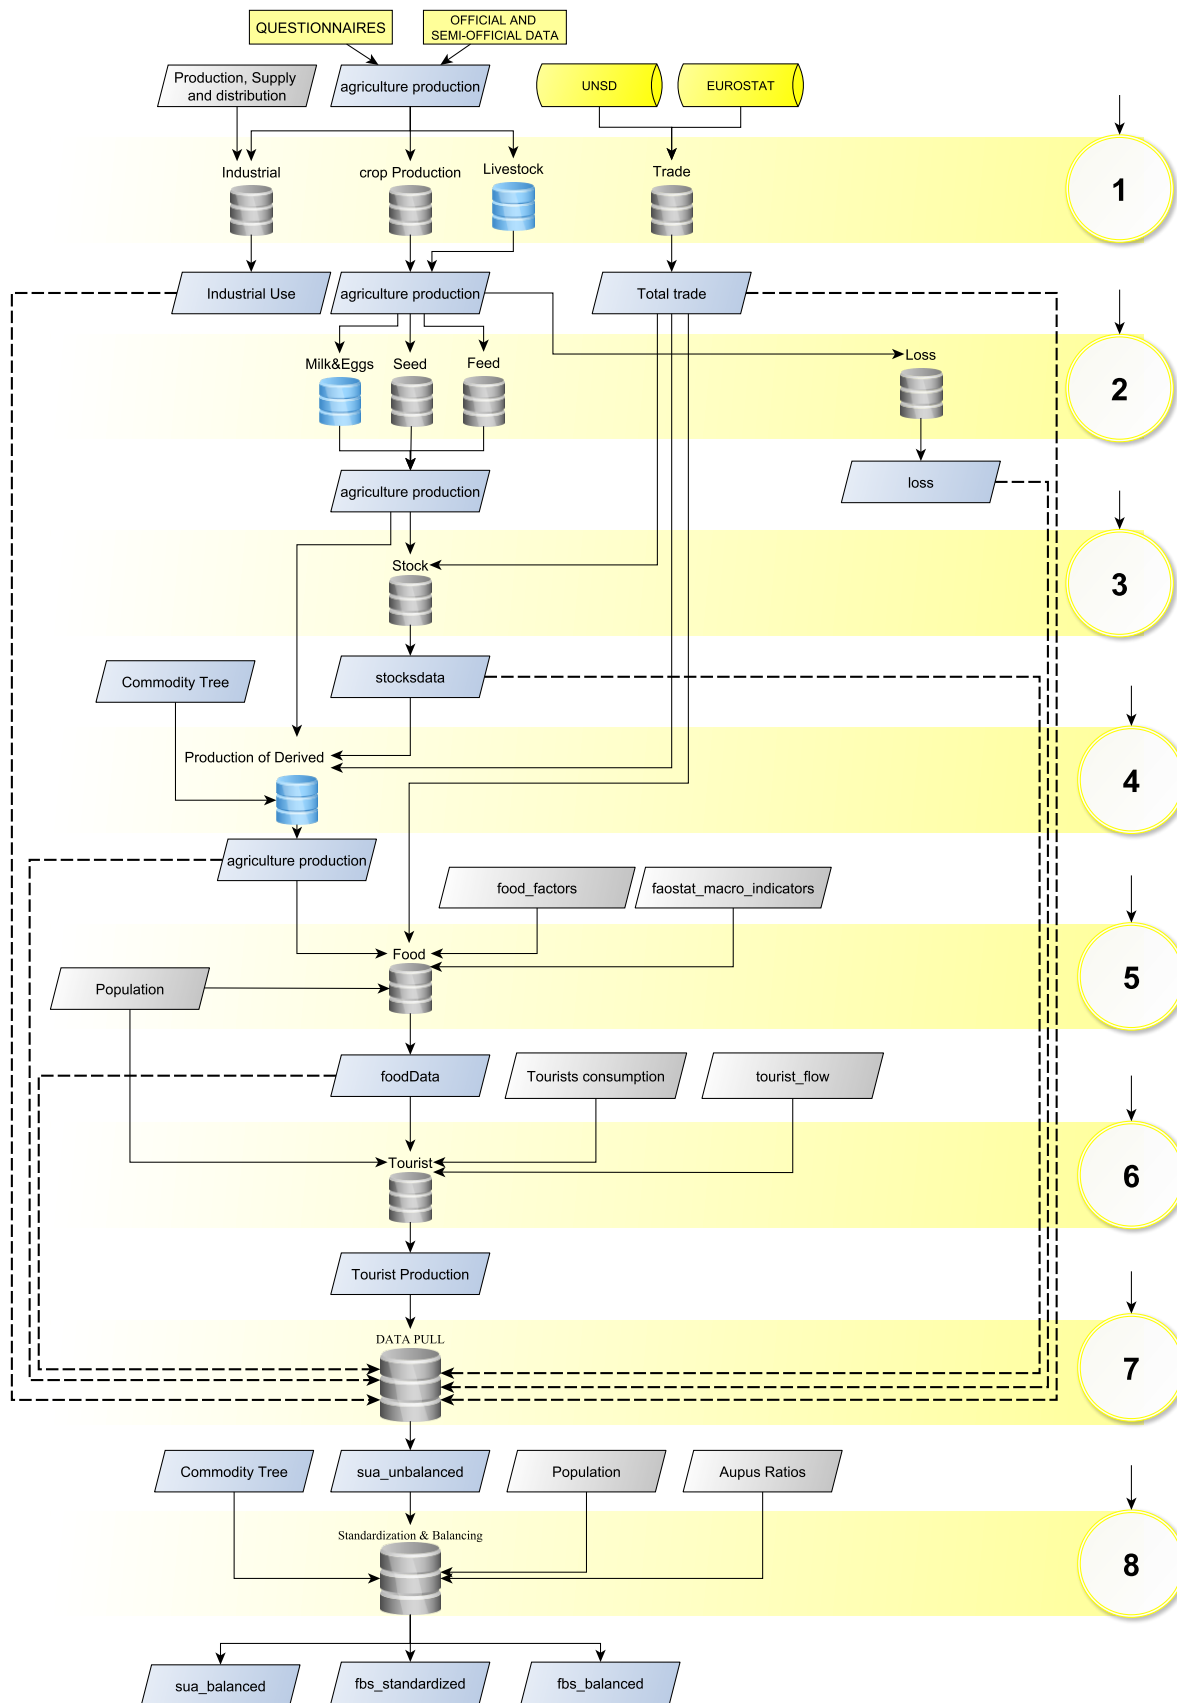 QUESTIONNAIRES
OFFICIAL AND
SEMI-OFFICIAL DATA
Production, Supply
and distribution
agriculture production
UNSD
EUROSTAT
Industrial
crop Production
Livestock
Trade
1
Industrial Use
agriculture production
Total trade
Milk&Eggs
Seed
Feed
Loss
2
agriculture production
loss
Stock
3
Commodity Tree
stocksdata
Production of Derived
4
agriculture production
food_factors
faostat_macro_indicators
Food
5
Population
foodData
Tourists consumption
tourist_flow
Tourist
6
Tourist Production
DATA PULL
7
Commodity Tree
sua_unbalanced
Population
Aupus Ratios
Standardization & Balancing
8
sua_balanced
fbs_standardized
fbs_balanced